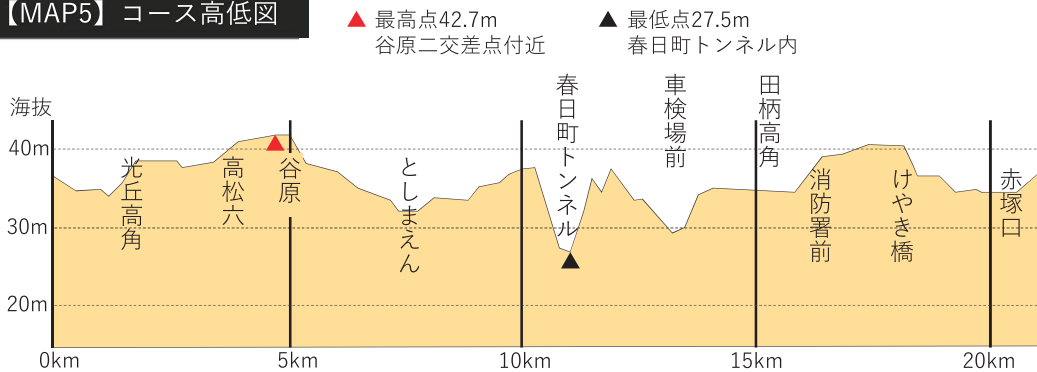 【MAP5】コース高低図
▲ 最高点42.7m
谷原二交差点付近
▲ 最低点27.5m
春日町トンネル内
海抜
40m
30m
20m
光丘高角
高松六
谷原
としまえん
春日町トンネル
車検場前
田柄高角
消防署前
けやき橋
赤塚口
0km
5km
10km
15km
20km